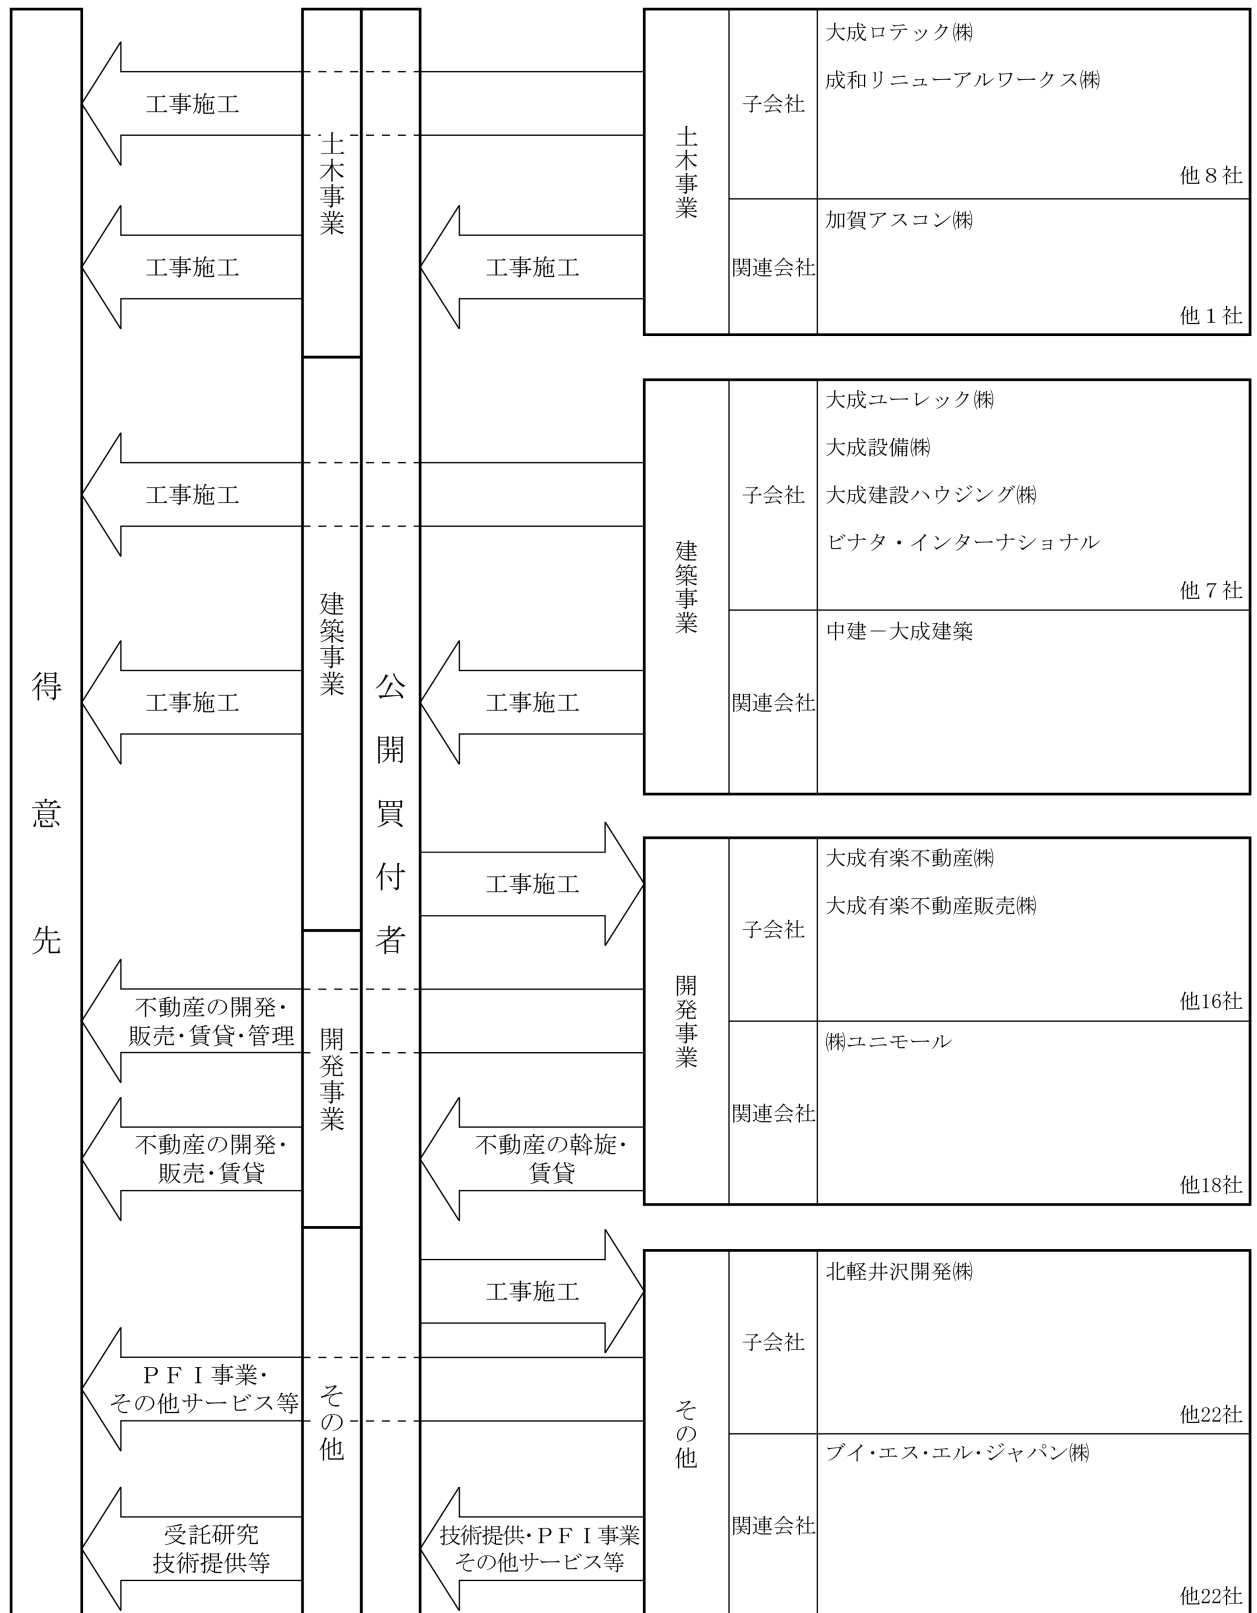 得意先
公開買付者
土木事業
建築事業
開発事業
その他
工事施工
工事施工
工事施工
工事施工
不動産の開発・
販売・賃貸・管理
不動産の開発・
販売・賃貸
ＰＦＩ事業・
その他サービス等
受託研究
技術提供等
工事施工
工事施工
工事施工
不動産の斡旋・
賃貸
工事施工
技術提供・ＰＦＩ事業
その他サービス等
土木事業
子会社
大成ロテック㈱
成和リニューアルワークス㈱
他８社
関連会社
加賀アスコン㈱
他１社
建築事業
子会社
大成ユーレック㈱
大成設備㈱
大成建設ハウジング㈱
ビナタ・インターナショナル
他７社
関連会社
中建－大成建築
開発事業
子会社
大成有楽不動産㈱
大成有楽不動産販売㈱
他16社
関連会社
㈱ユニモール
他18社
その他
子会社
北軽井沢開発㈱
他22社
関連会社
ブイ・エス・エル・ジャパン㈱
他22社